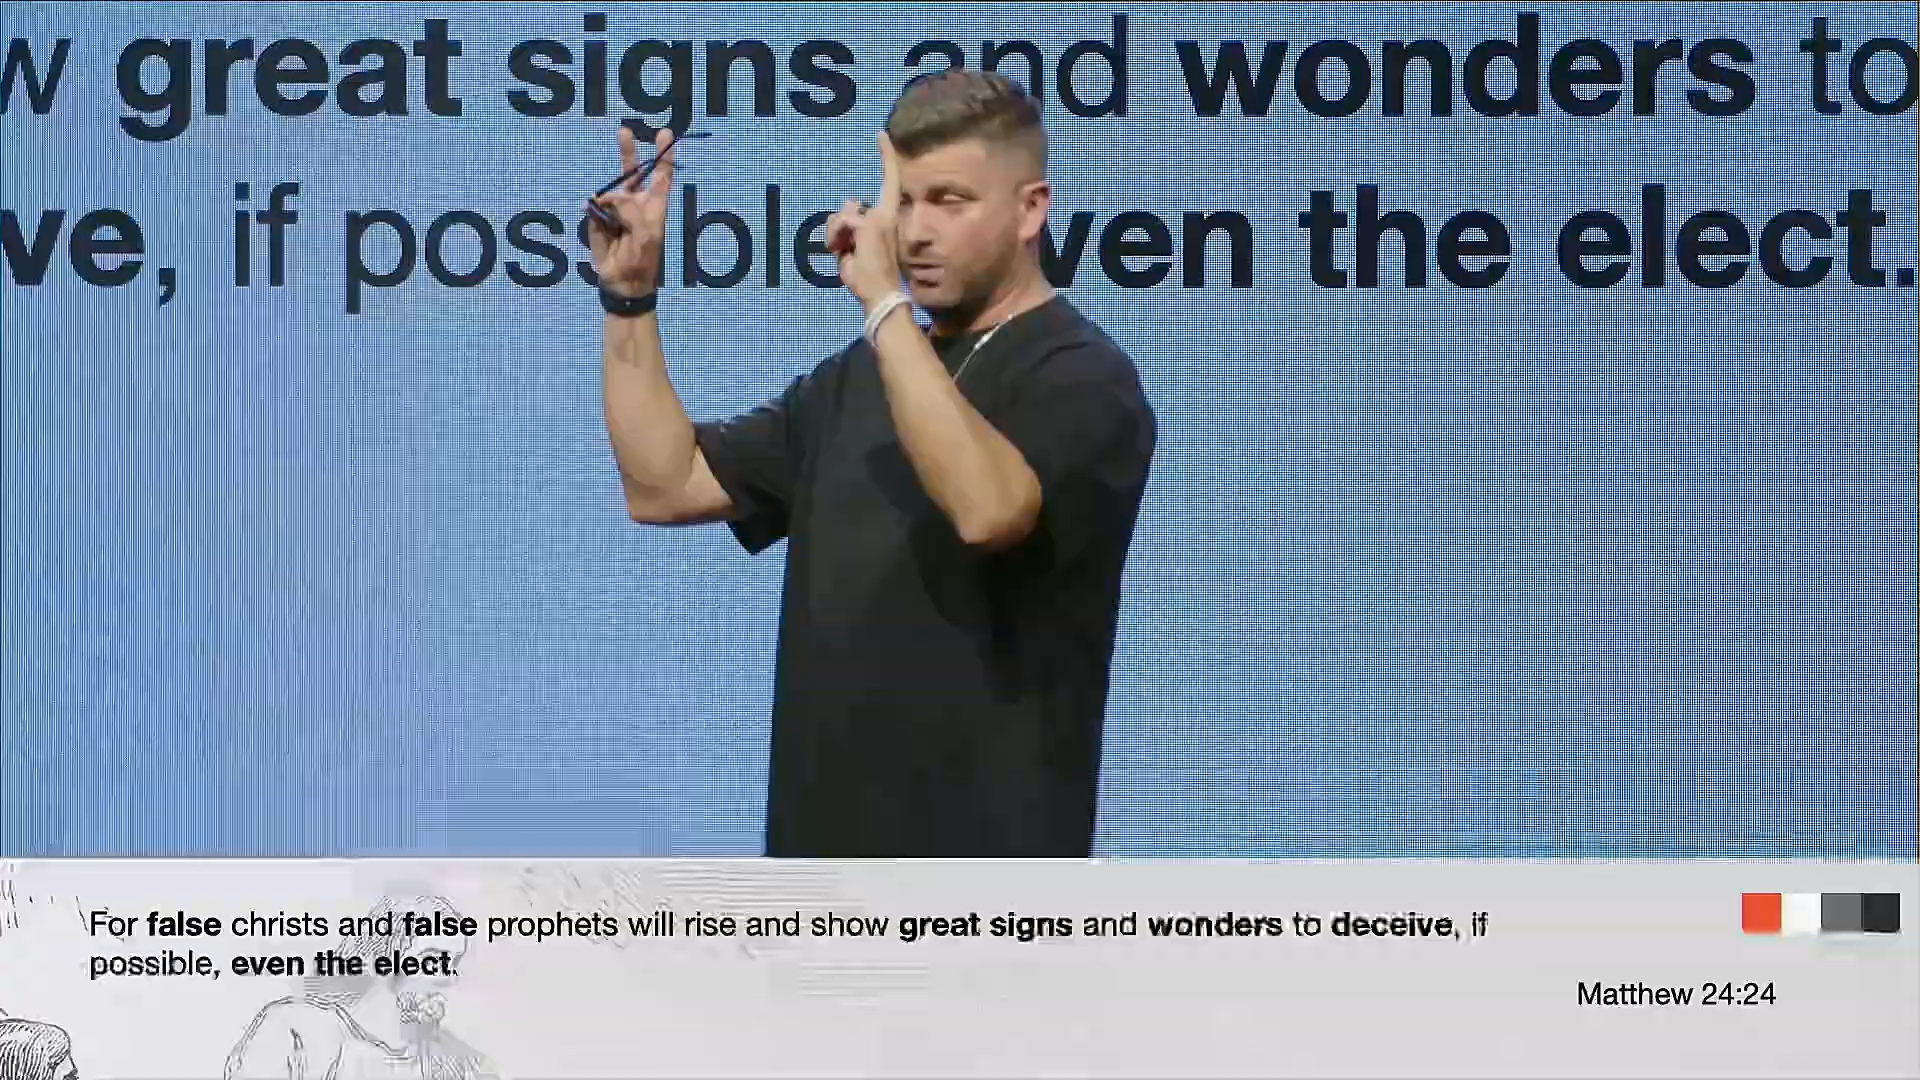 w great signs and wonders to
ve, if possible, even the elect.
For false christs and false prophets will rise and show great signs and wonders to deceive, if
possible, even the elect.
Matthew 24:24